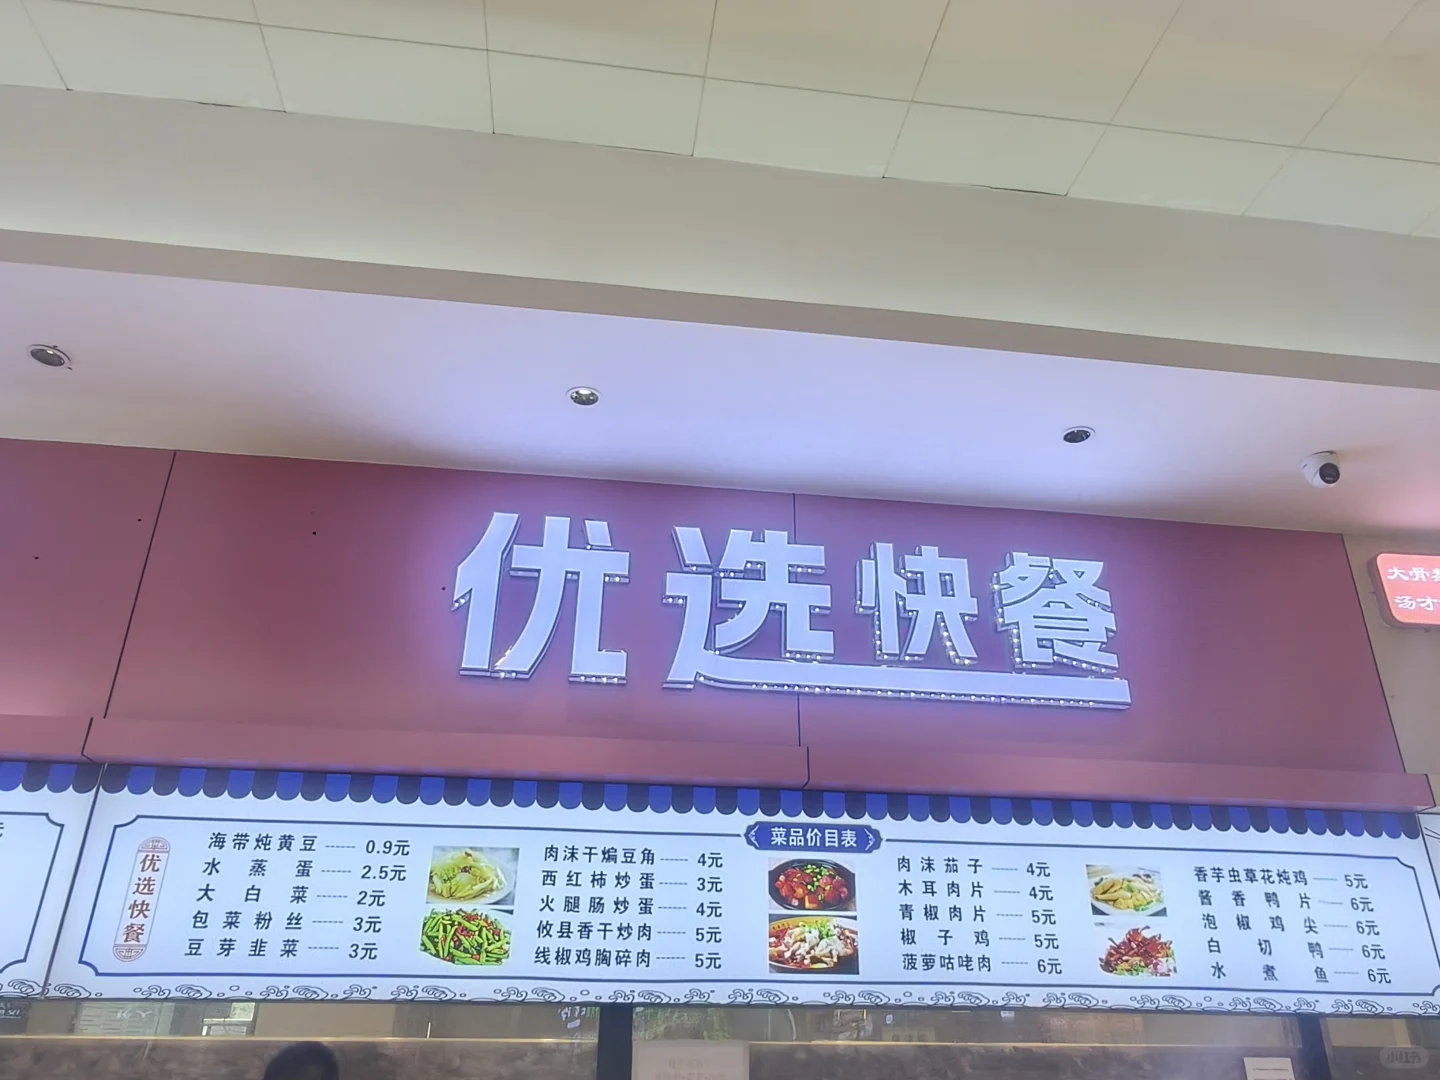 优选快餐
大骨
汤才
菜品价目表
优选快餐
海带炖黄豆 0.9元
水蒸蛋 2.5元
大白菜 2元
包菜粉丝 3元
豆芽韭菜 3元
肉沫干煸豆角 4元
西红柿炒蛋 3元
火腿肠炒蛋 4元
攸县香干炒肉 5元
线椒鸡胸碎肉 5元
肉沫茄子 4元
木耳肉片 4元
青椒肉片 5元
椒子鸡 5元
菠萝咕咾肉 6元
香芋虫草花炖鸡 5元
酱香鸭片 6元
泡椒鸡尖 6元
白切鸭 6元
水煮鱼 6元
小红书